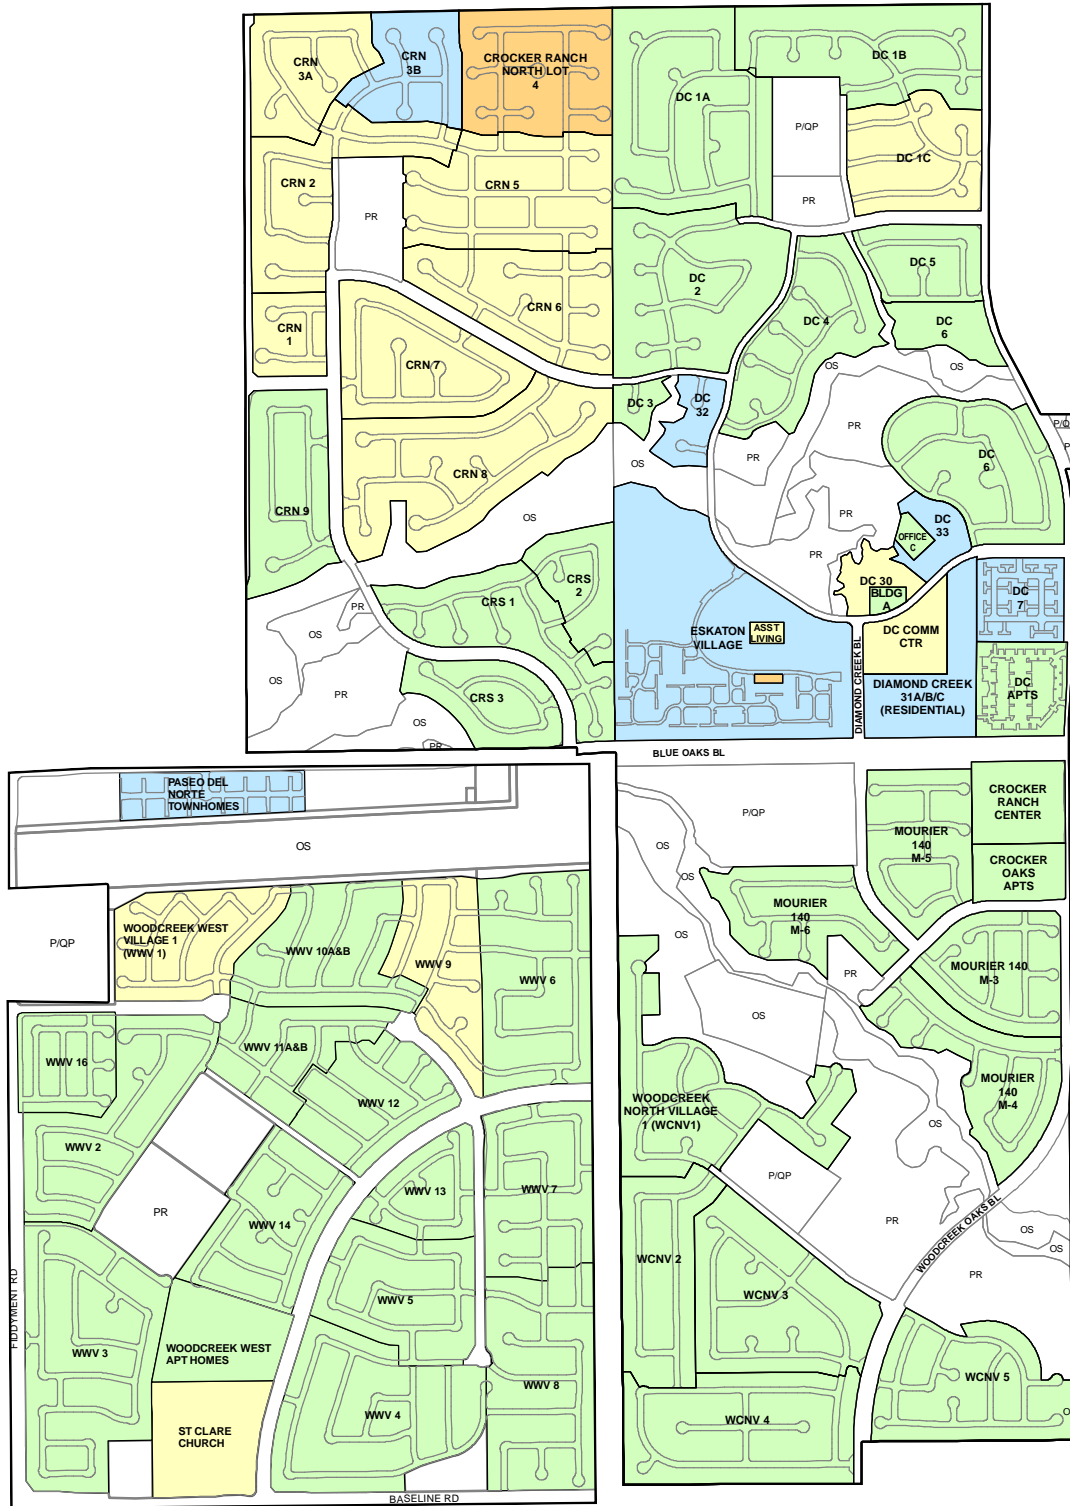 CRN
3A
CRN
3B
CROCKER RANCH
NORTH LOT
4
DC 1A
DC 1B
P/QP
DC 1C
PR
CRN 2
CRN 5
PR
DC
2
DC 5
CRN
1
CRN 6
DC 4
DC
6
CRN 7
OS
OS
DC 3
DC
32
PR
P/Q
P
CRN 8
OS
PR
DC
6
CRN 9
OS
PR
DC
33
OFFICE
C
PR
CRS
2
DC 30
BLDG
A
DC
7
CRS 1
PR
OS
ESKATON
VILLAGE
ASST
LIVING
DC COMM
CTR
DIAMOND CREEK BL
OS
PR
CRS 3
DIAMOND CREEK
31A/B/C
(RESIDENTIAL)
DC
APTS
OS
PR
BLUE OAKS BL
PASEO DEL
NORTE
TOWNHOMES
OS
P/QP
OS
MOURIER
140
M-5
CROCKER
RANCH
CENTER
CROCKER
OAKS
APTS
OS
MOURIER
140
M-6
P/QP
WOODCREEK WEST
VILLAGE 1
(WWV 1)
WWV 10A&B
WWV 9
WWV 6
OS
PR
MOURIER 140
M-3
OS
WWV 16
WWV 11A&B
WWV 12
WOODCREEK
NORTH VILLAGE
1 (WCNV1)
MOURIER
140
M-4
OS
WWV 2
WWV 13
WWV 7
P/QP
PR
WWV 14
PR
WOODCREEK OAKS BL
OS
OS
PR
WCNV 2
WCNV 3
FIDDYMENT RD
WWV 5
WWV 3
WOODCREEK WEST
APT HOMES
WWV 8
WCNV 5
WWV 4
WCNV 4
O
ST CLARE
CHURCH
BASELINE RD